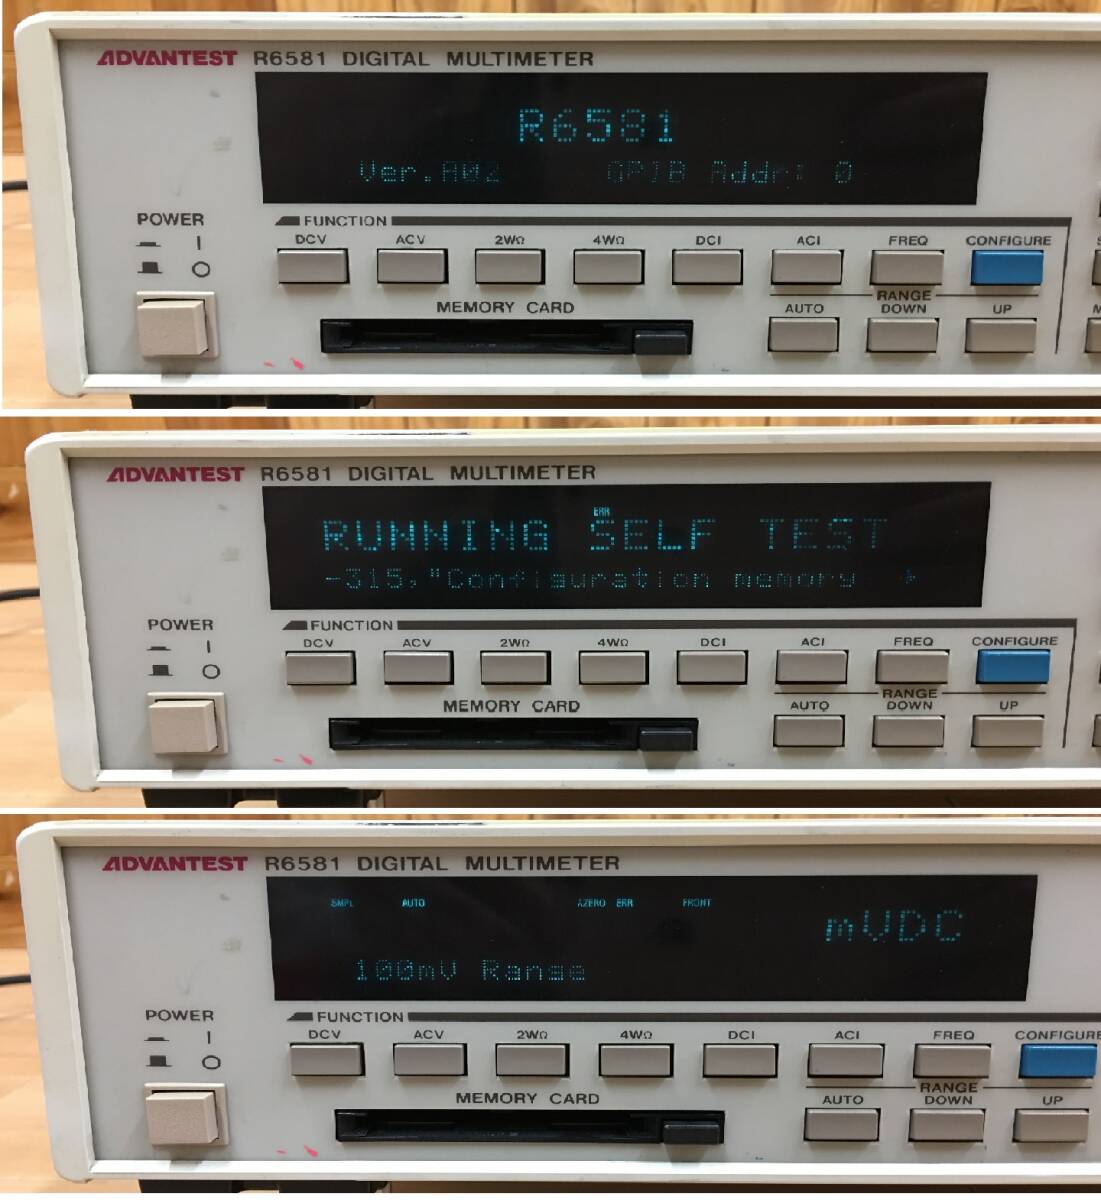 ADVANTEST R6581 DIGITAL MULTIMETER
R6581
Ver.A02 GPIB Addr: 0
POWER
FUNCTION
DCV ACV 2WΩ 4WΩ DCI ACI FREQ CONFIGURE
MEMORY CARD
RANGE
AUTO DOWN UP
ADVANTEST R6581 DIGITAL MULTIMETER
ERR
RUNNING SELF TEST
-315,"Configuration memory
POWER
FUNCTION
DCV ACV 2WΩ 4WΩ DCI ACI FREQ CONFIGURE
MEMORY CARD
RANGE
AUTO DOWN UP
ADVANTEST R6581 DIGITAL MULTIMETER
SMPL AUTO AZERO ERR FRONT
mVDC
100mV Range
POWER
FUNCTION
DCV ACV 2WΩ 4WΩ DCI ACI FREQ CONFIGURE
MEMORY CARD
RANGE
AUTO DOWN UP